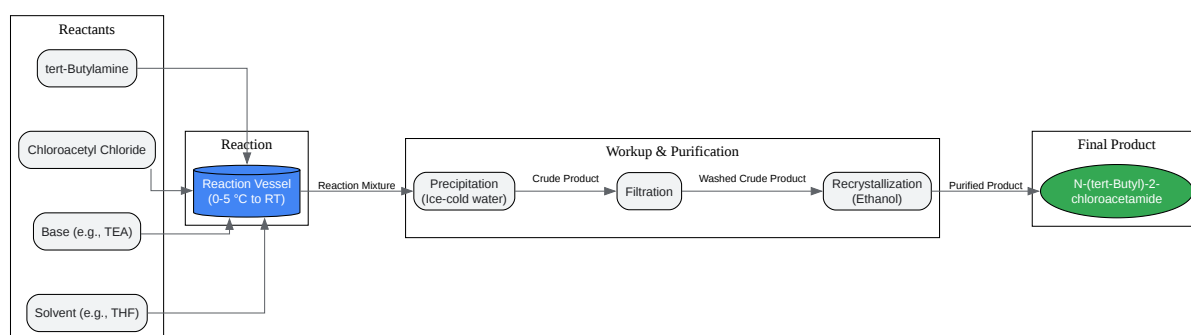 Reactants
tert-Butylamine
Chloroacetyl Chloride
Base (e.g., TEA)
Solvent (e.g., THF)
Reaction
Reaction Vessel
(0-5 °C to RT)
Reaction Mixture
Workup & Purification
Precipitation
(Ice-cold water)
Crude Product
Filtration
Washed Crude Product
Recrystallization
(Ethanol)
Purified Product
Final Product
N-(tert-Butyl)-2-
chloroacetamide